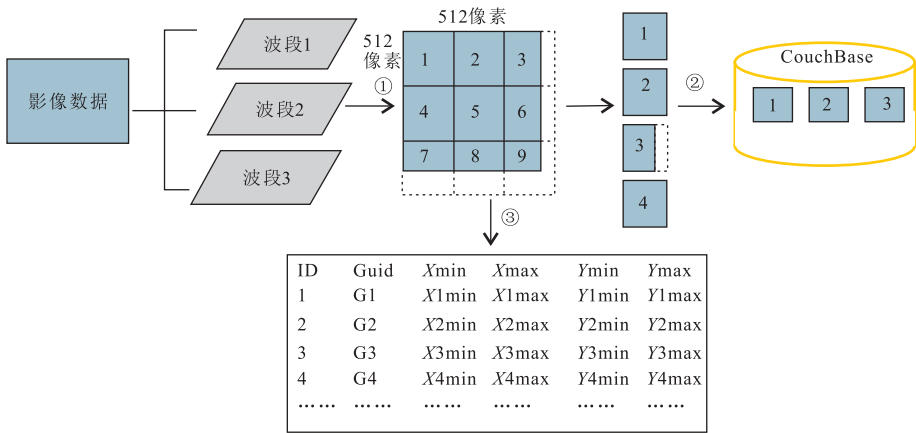 影像数据
波段1
波段2
波段3
①
512像素
512
像素
1 2 3
4 5 6
7 8 9
1
2
3
4
②
CouchBase
1 2 3
③
ID Guid Xmin Xmax Ymin Ymax
1 G1 X1min X1max Y1min Y1max
2 G2 X2min X2max Y2min Y2max
3 G3 X3min X3max Y3min Y3max
4 G4 X4min X4max Y4min Y4max
…… …… …… …… …… ……